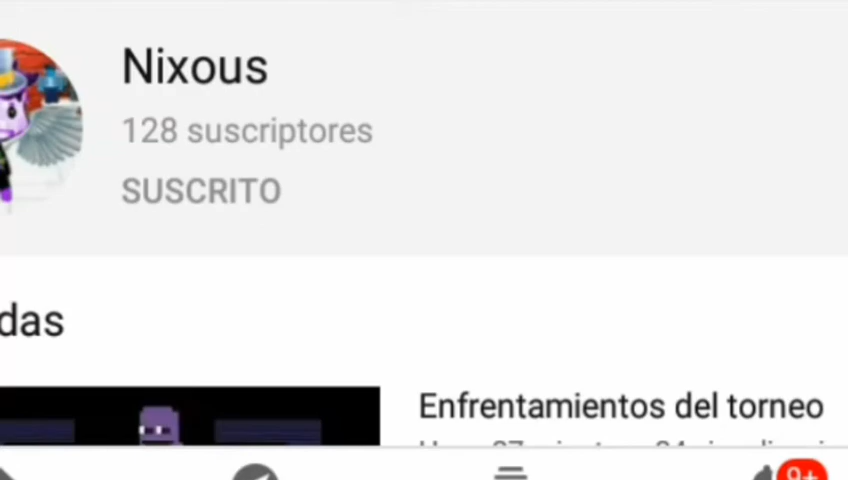 Nixous
128 suscriptores
SUSCRITO
das
Enfrentamientos del torneo
9+